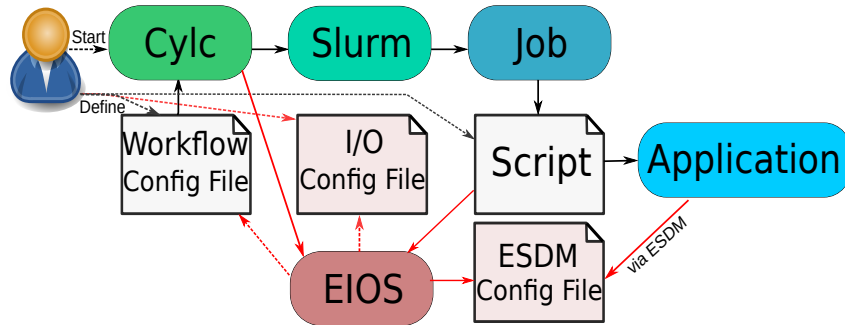 Start
Cylc
Slurm
Job
Define
Workflow
Config File
I/O
Config File
Script
Application
EIOS
ESDM
Config File
via ESDM